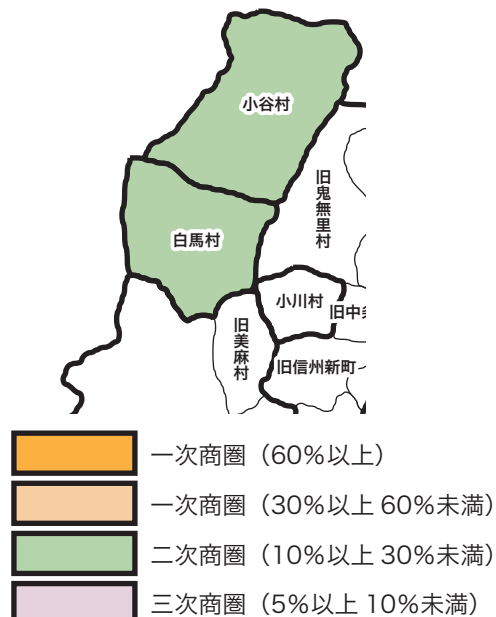 小谷村
旧鬼無里村
白馬村
小川村
旧中条
旧美麻村
旧信州新町
一次商圏（60%以上）
一次商圏（30%以上 60%未満）
二次商圏（10%以上 30%未満）
三次商圏（5%以上 10%未満）